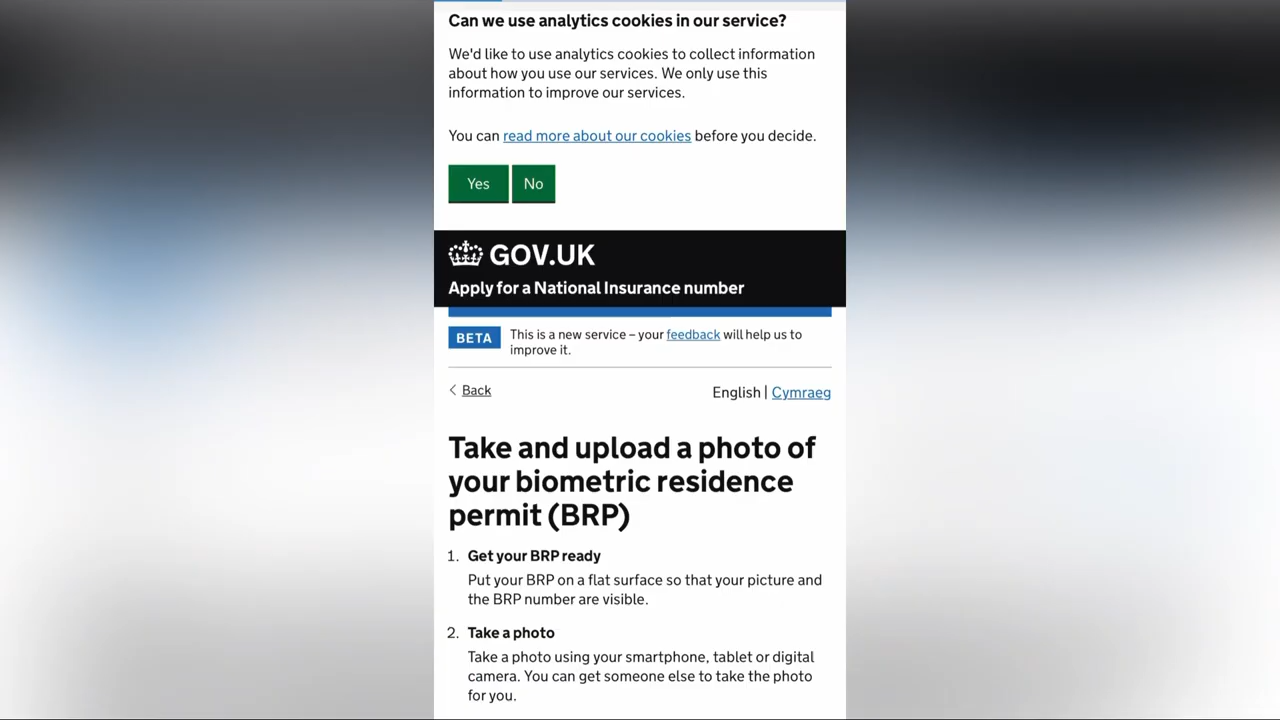 Can we use analytics cookies in our service?
We'd like to use analytics cookies to collect information
about how you use our services. We only use this
information to improve our services.
You can read more about our cookies before you decide.
Yes No
GOV.UK
Apply for a National Insurance number
BETA This is a new service – your feedback will help us to
improve it.
Back English | Cymraeg
Take and upload a photo of
your biometric residence
permit (BRP)
1. Get your BRP ready
Put your BRP on a flat surface so that your picture and
the BRP number are visible.
2. Take a photo
Take a photo using your smartphone, tablet or digital
camera. You can get someone else to take the photo
for you.